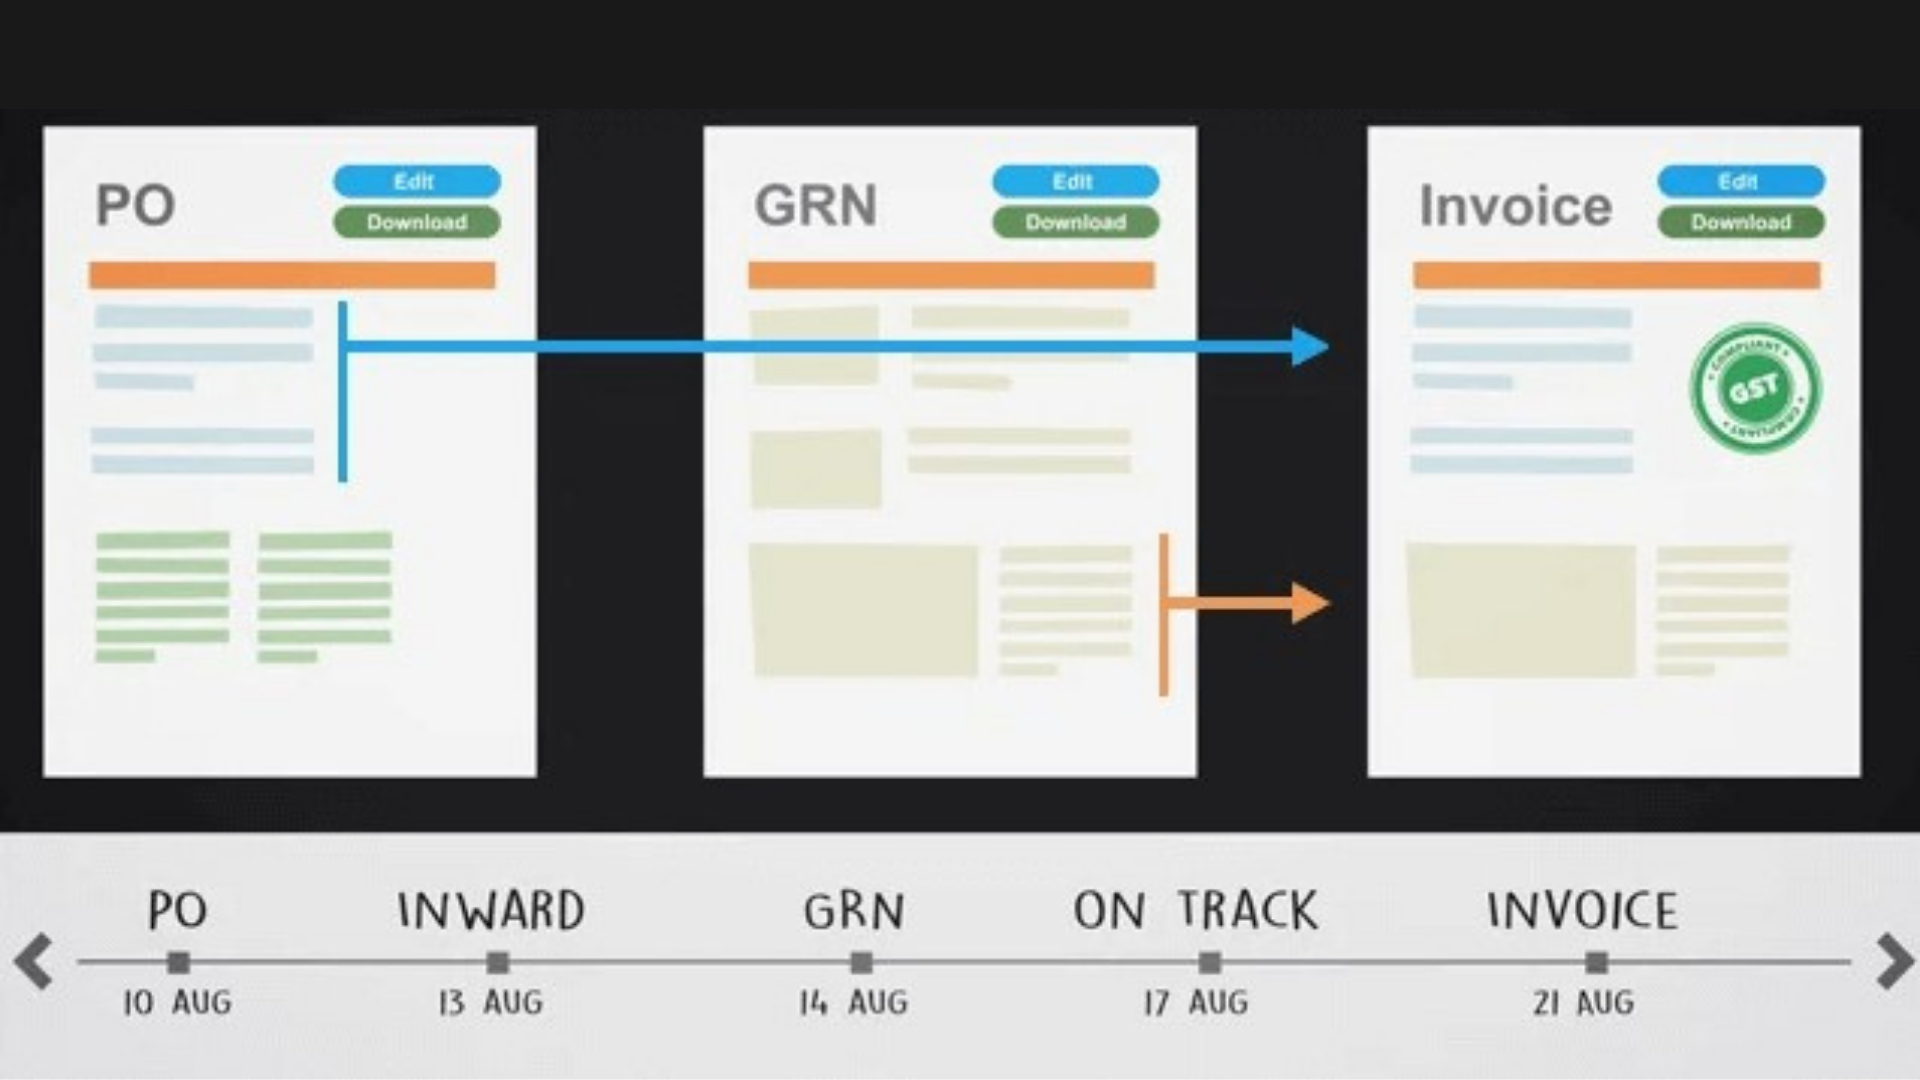 PO
Edit
Download
GRN
Edit
Download
Invoice
Edit
Download
COMPLIANT
GST
COMPLIANT
PO
INWARD
GRN
ON TRACK
INVOICE
10 AUG
13 AUG
14 AUG
17 AUG
21 AUG